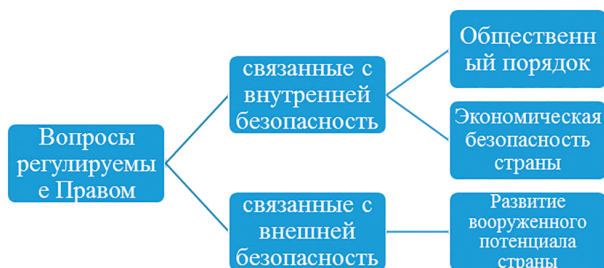 Вопросы
регулируемы
е Правом
связанные с
внутренней
безопасность
связанные с
внешней
безопасность
Общественн
ый порядок
Экономическая
безопасность
страны
Развитие
вооруженного
потенциала
страны